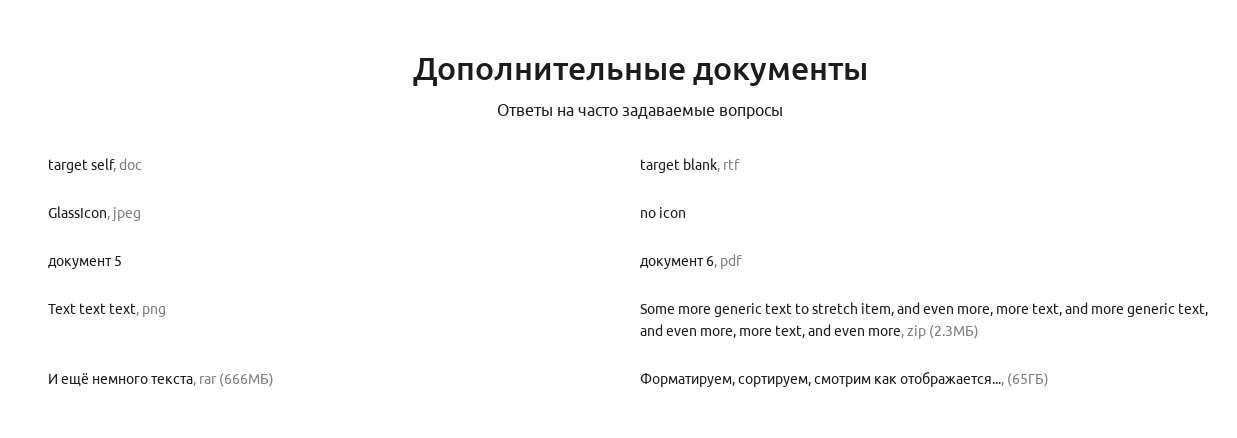 Дополнительные документы
Ответы на часто задаваемые вопросы
target self, doc
target blank, rtf
GlassIcon, jpeg
no icon
документ 5
документ 6, pdf
Text text text, png
Some more generic text to stretch item, and even more, more text, and more generic text,
and even more, more text, and even more, zip (2.3МБ)
И ещё немного текста, rar (666МБ)
Форматируем, сортируем, смотрим как отображается..., (65ГБ)